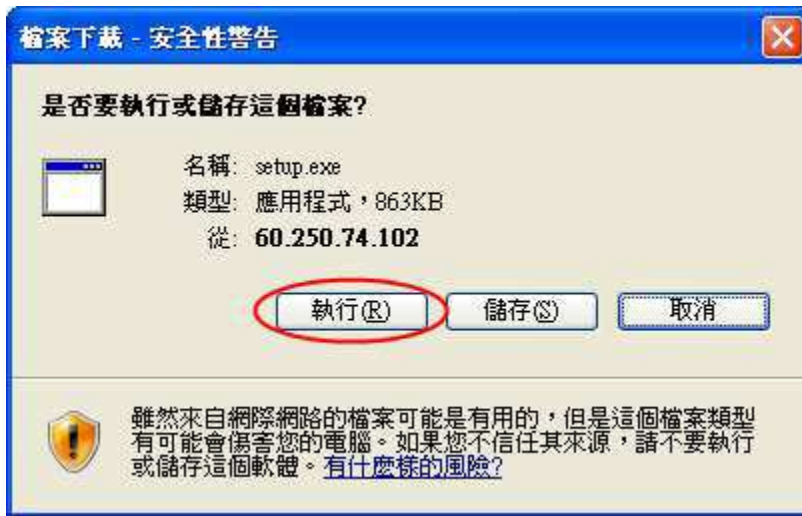 檔案下載 - 安全性警告
是否要執行或儲存這個檔案?
名稱: setup.exe
類型: 應用程式，863KB
從: 60.250.74.102
執行(R) 儲存(S) 取消
雖然來自網際網路的檔案可能是有用的，但是這個檔案類型
有可能會傷害您的電腦。如果您不信任其來源，請不要執行
或儲存這個軟體。有什麼樣的風險?